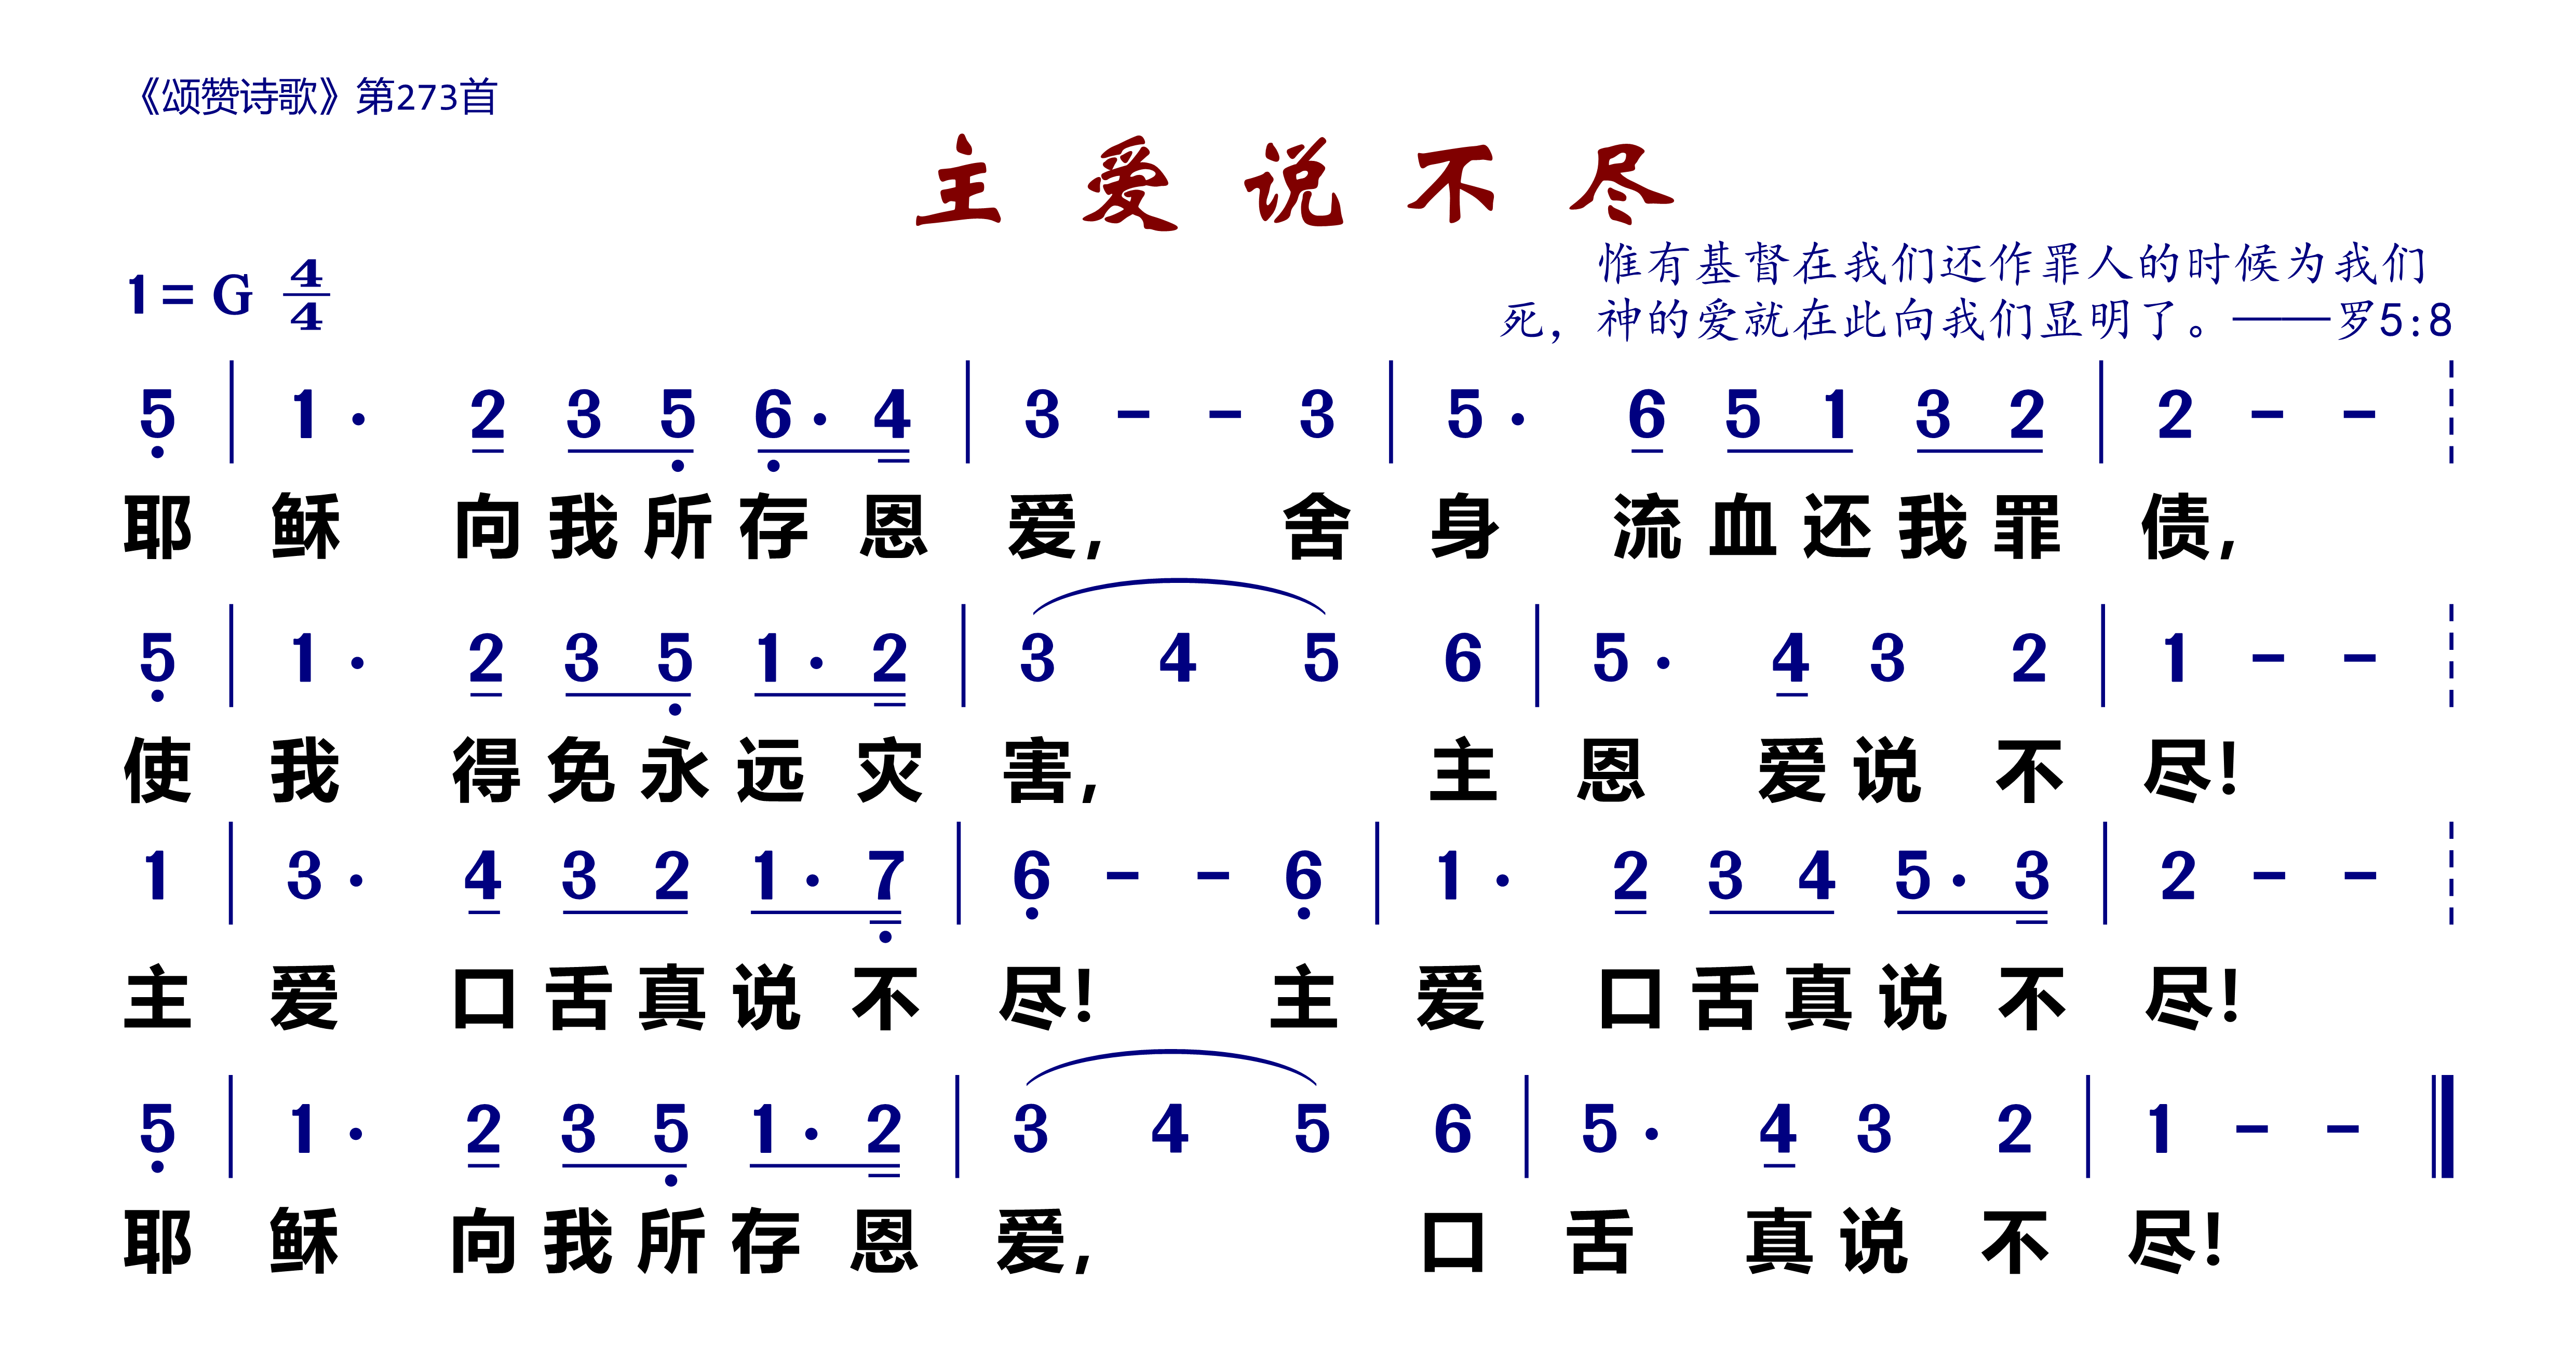 《颂赞诗歌》第273首
主爱说不尽
1= G 4/4
惟有基督在我们还作罪人的时候为我们
死，神的爱就在此向我们显明了。——罗5:8
5̣ | 1· 2 3 5̣ 6̣· 4 | 3 – – 3 | 5· 6 5 1 3 2 | 2 – – ¦
耶稣向我所存恩爱,舍身流血还我罪债,
5̣ | 1· 2 3 5̣ 1· 2 | 3 4 5 6 | 5· 4 3 2 | 1 – – ¦
使我得免永远灾害,主恩爱说不尽!
1 | 3· 4 3 2 1· 7̣ | 6̣ – – 6̣ | 1· 2 3 4 5· 3 | 2 – – ¦
主爱口舌真说不尽!主爱口舌真说不尽!
5̣ | 1· 2 3 5̣ 1· 2 | 3 4 5 6 | 5· 4 3 2 | 1 – – ‖
耶稣向我所存恩爱,口舌真说不尽!